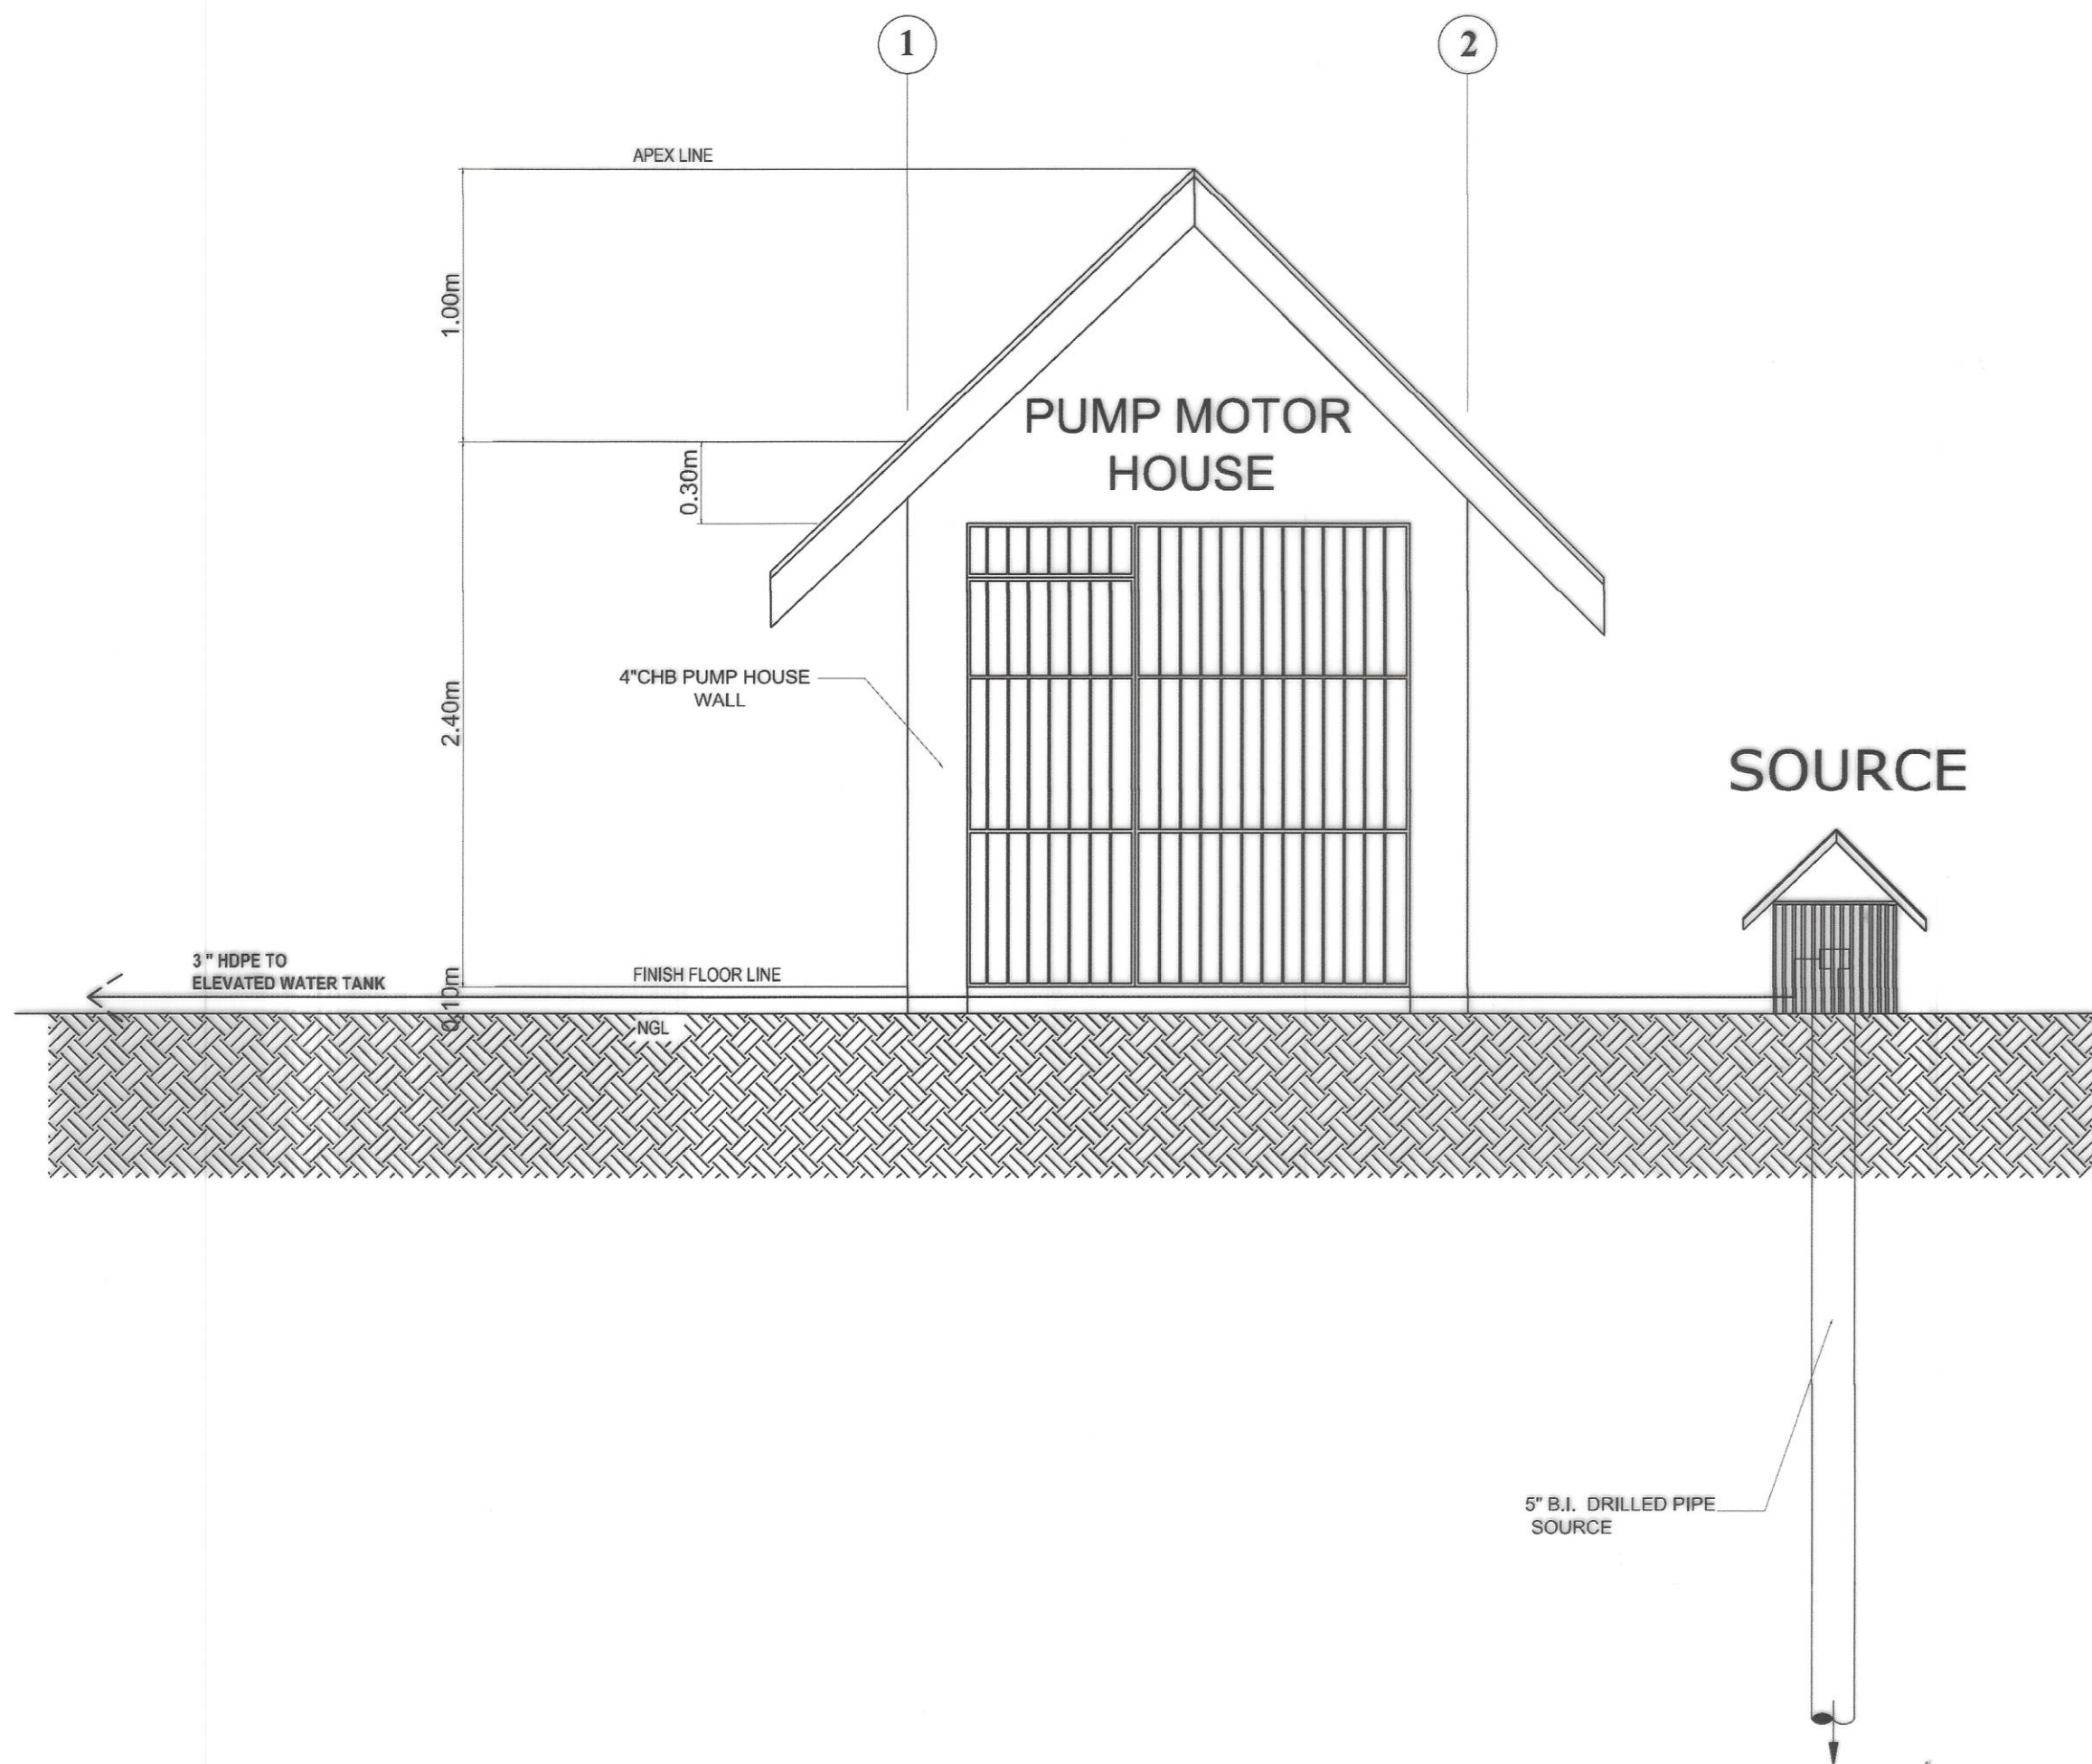 1
2
APEX LINE
1.00m
PUMP MOTOR
HOUSE
0.30m
4"CHB PUMP HOUSE
WALL
2.40m
SOURCE
3 " HDPE TO
ELEVATED WATER TANK
FINISH FLOOR LINE
0.10m
NGL
5" B.I. DRILLED PIPE
SOURCE